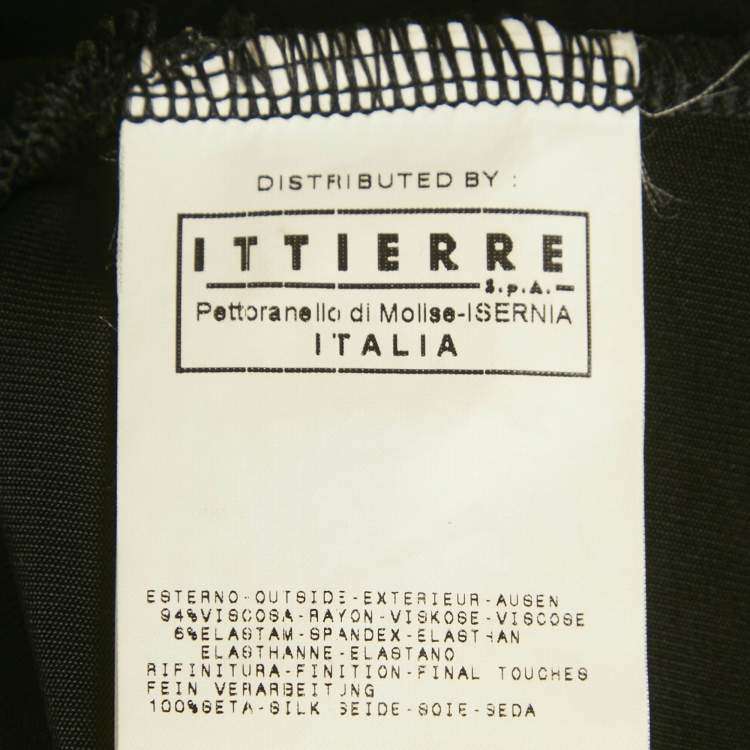 DISTRIBUTED BY :
ITTIERRE
S.p.A.
Pettoranello di Molise-ISERNIA
ITALIA
ESTERNO-OUTSIDE-EXTERIEUR-AUSEN
94%VISCOSA-RAYON-VISKOSE-VISCOSE
6%ELASTAM-SPANDEX-ELASTHAN
ELASTHANNE-ELASTANO
RIFINITURA-FINITION-FINAL TOUCHES
FEIN VERARBEITUNG
100%SETA-SILK SEIDE-SOIE-SEDA